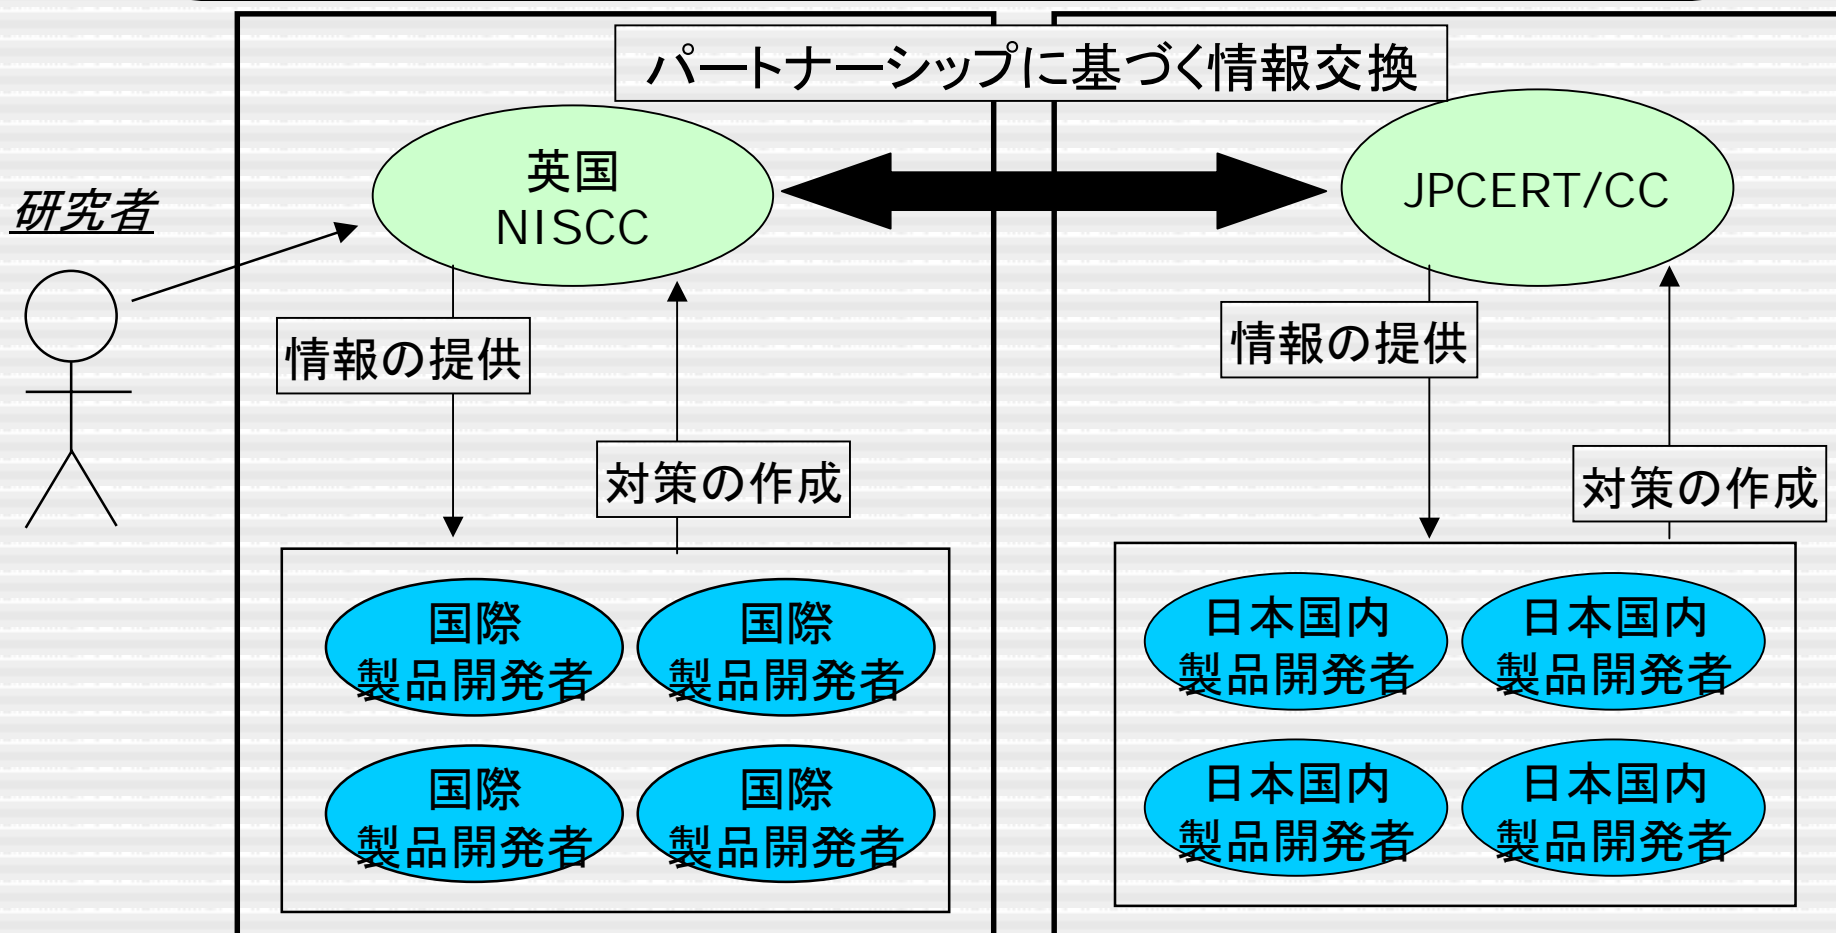 パートナーシップに基づく情報交換
研究者
英国
NISCC
JPCERT/CC
情報の提供
対策の作成
情報の提供
対策の作成
国際
製品開発者
国際
製品開発者
国際
製品開発者
国際
製品開発者
日本国内
製品開発者
日本国内
製品開発者
日本国内
製品開発者
日本国内
製品開発者